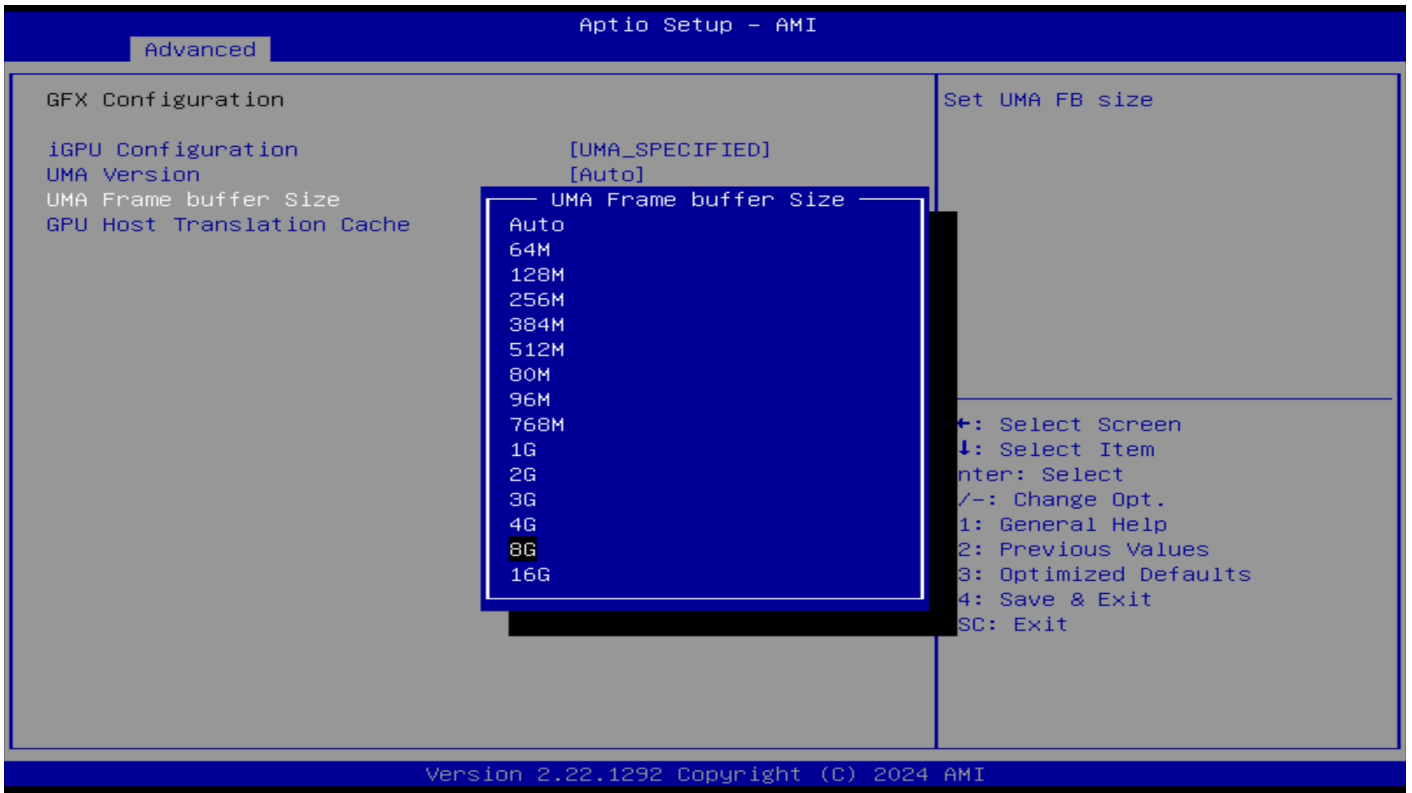 Aptio Setup – AMI
Advanced
GFX Configuration
iGPU Configuration [UMA_SPECIFIED]
UMA Version [Auto]
UMA Frame buffer Size
GPU Host Translation Cache
UMA Frame buffer Size
Auto
64M
128M
256M
384M
512M
80M
96M
768M
1G
2G
3G
4G
8G
16G
Set UMA FB size
←: Select Screen
↓: Select Item
nter: Select
/-: Change Opt.
1: General Help
2: Previous Values
3: Optimized Defaults
4: Save & Exit
SC: Exit
Version 2.22.1292 Copyright (C) 2024 AMI